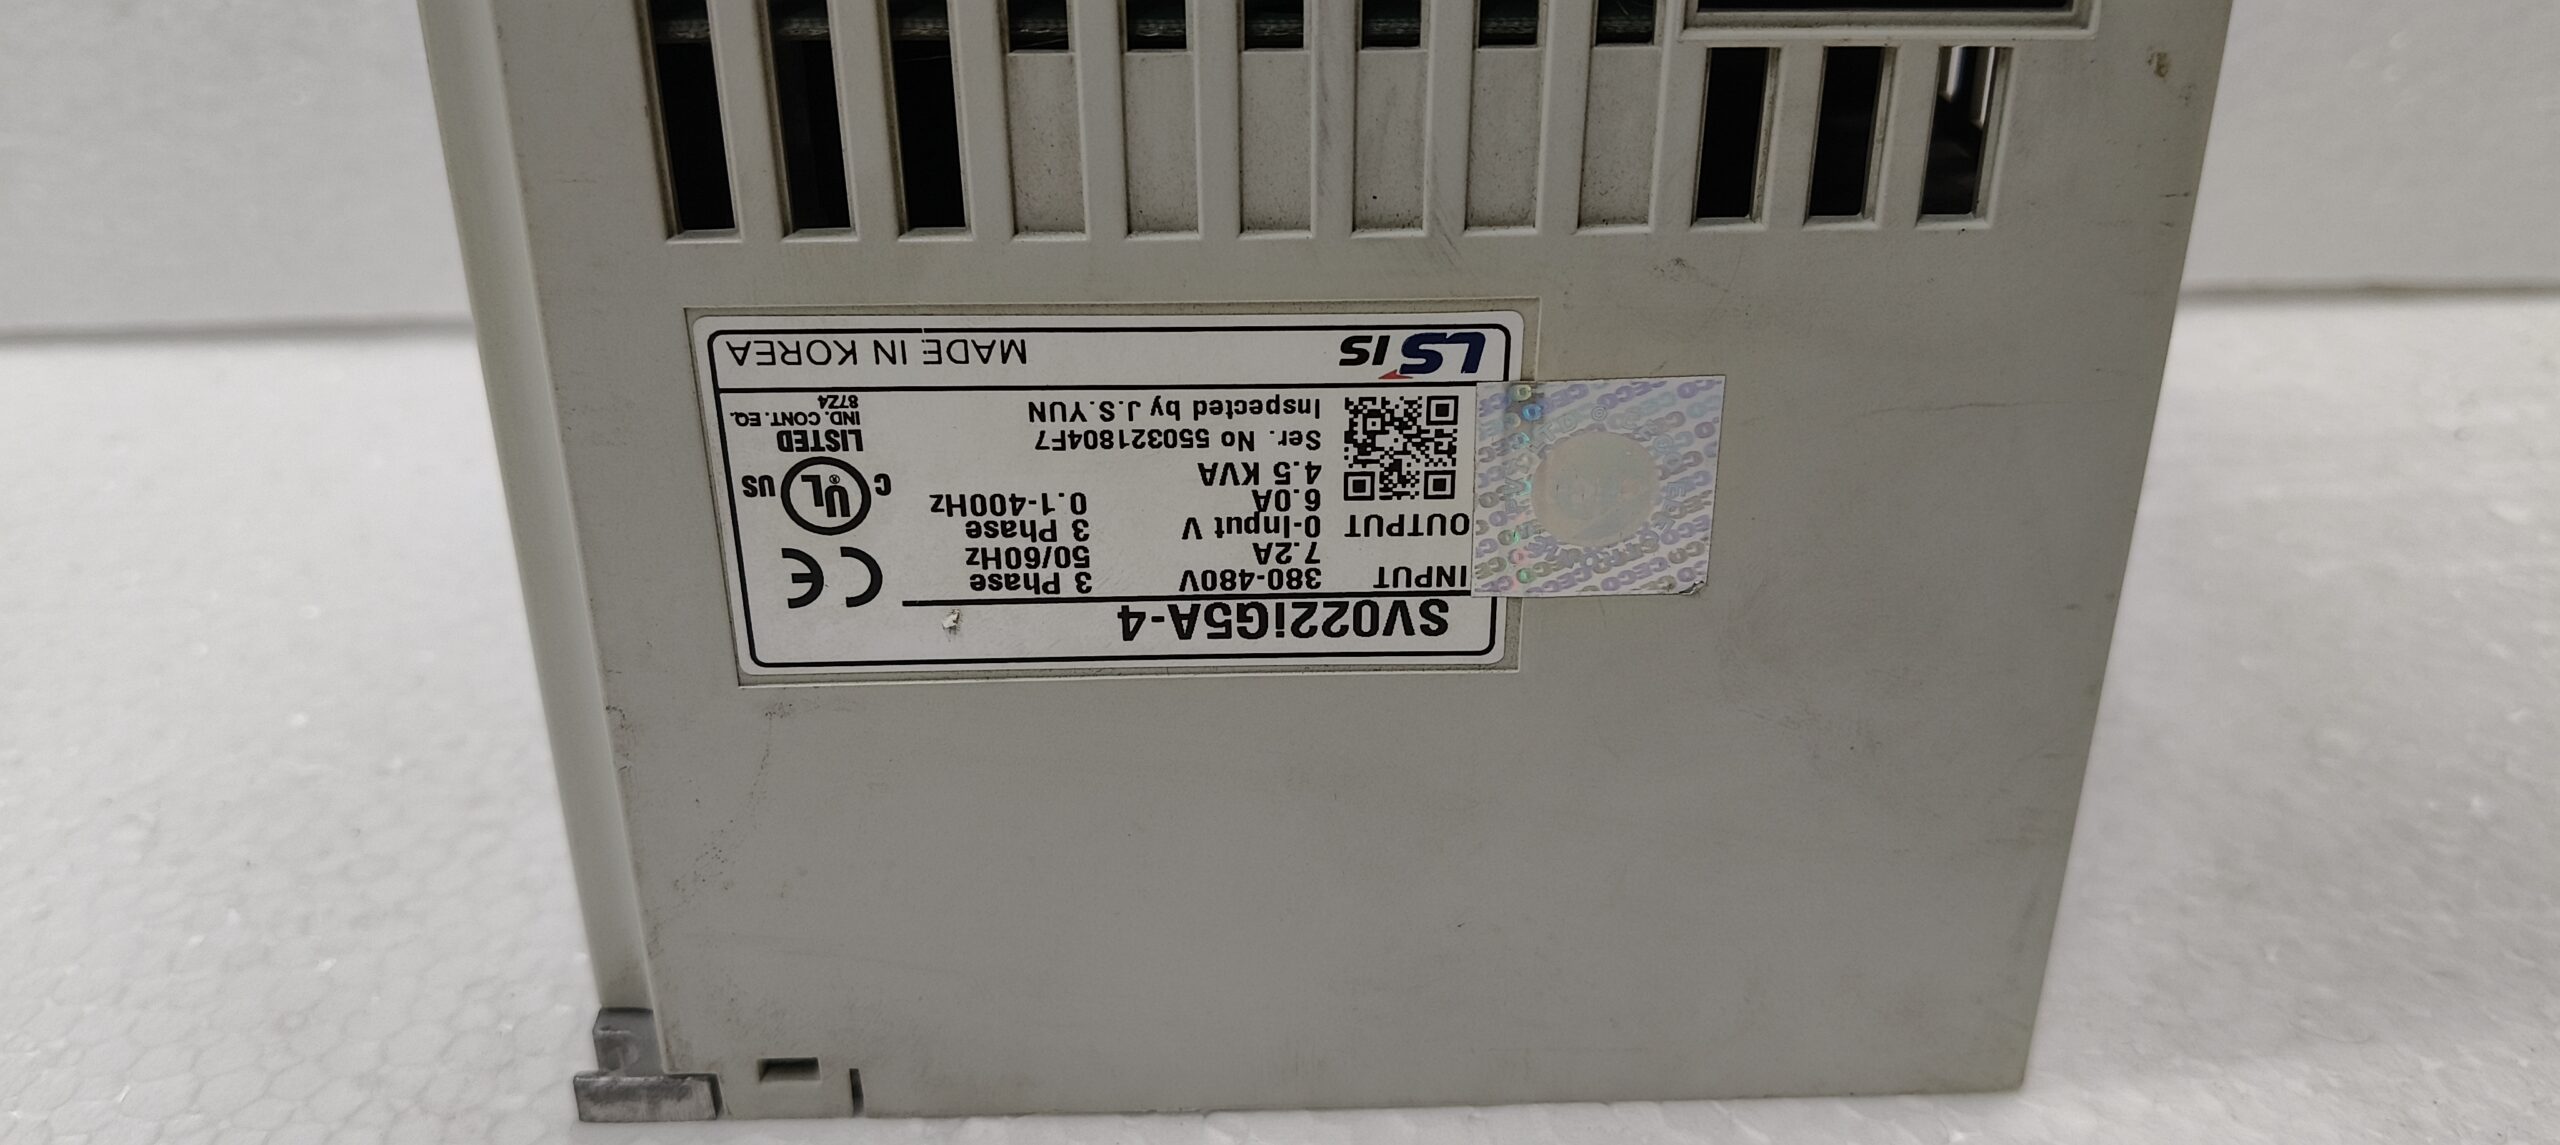 SV022iG5A-4
INPUT 380-480V 3 Phase
7.2A 50/60Hz
OUTPUT 0-Input V 3 Phase
6.0A 0.1-400Hz
4.5 KVA
Ser. No 550321804F7
Inspected by J.S.YUN
CE
C UL® US
LISTED
IND. CONT. EQ.
87Z4
LS IS MADE IN KOREA